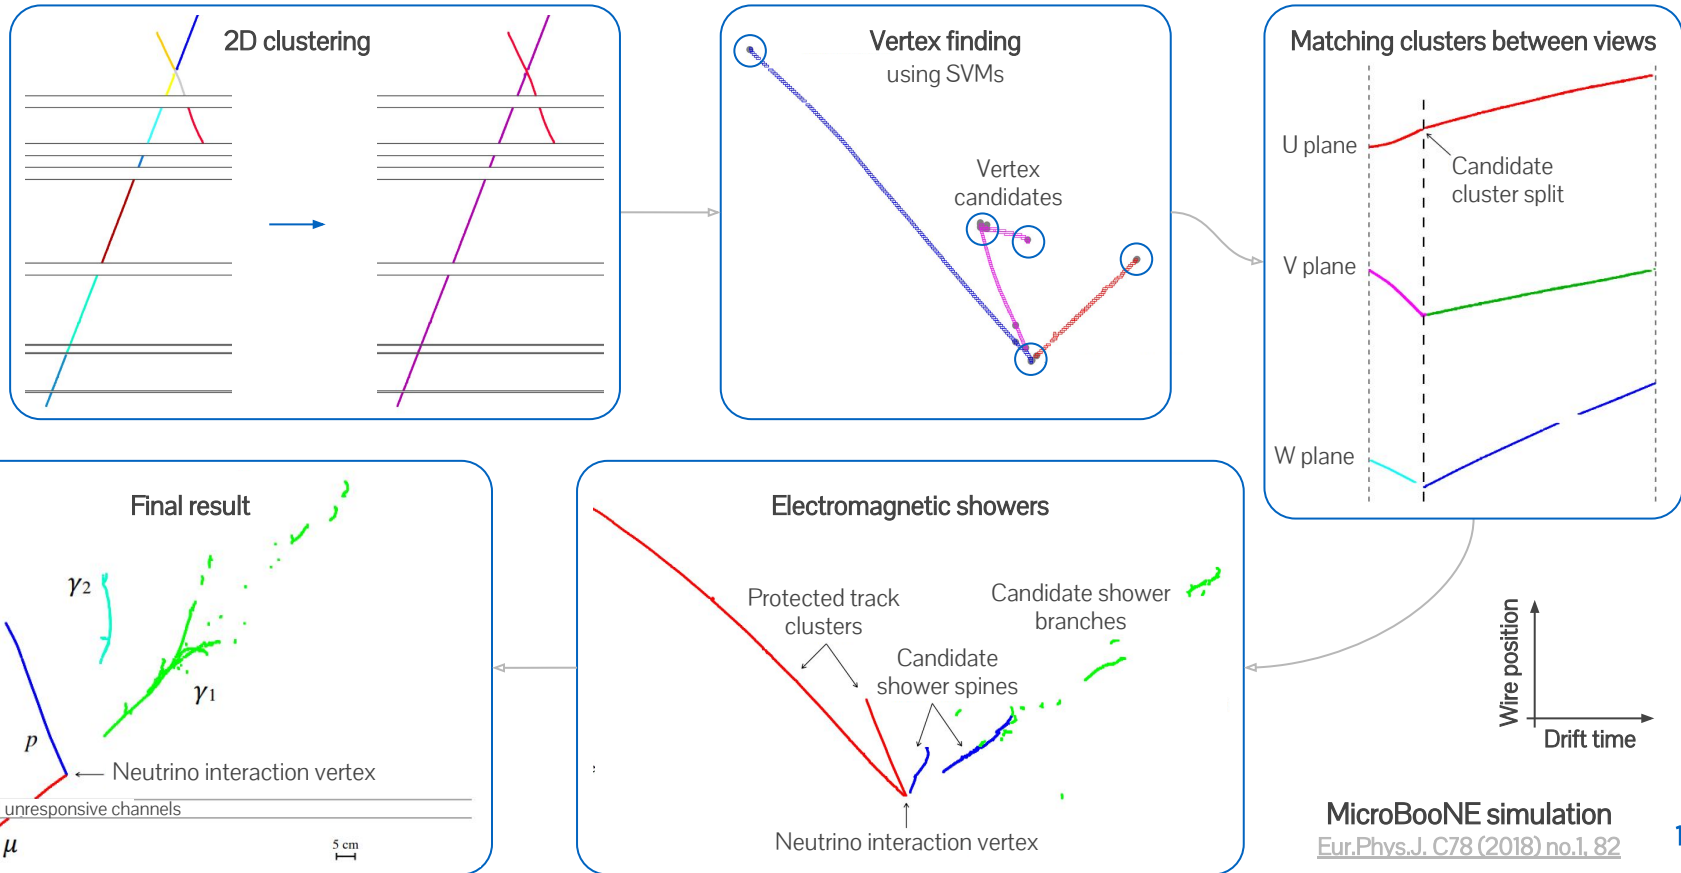 2D clustering
Vertex finding
using SVMs
Vertex
candidates
Matching clusters between views
U plane
Candidate
cluster split
V plane
W plane
Final result
γ2
γ1
p
Neutrino interaction vertex
unresponsive channels
μ
5 cm
Electromagnetic showers
Protected track
clusters
Candidate shower
branches
Candidate
shower spines
Neutrino interaction vertex
Wire position
Drift time
MicroBooNE simulation
Eur.Phys.J. C78 (2018) no.1, 82